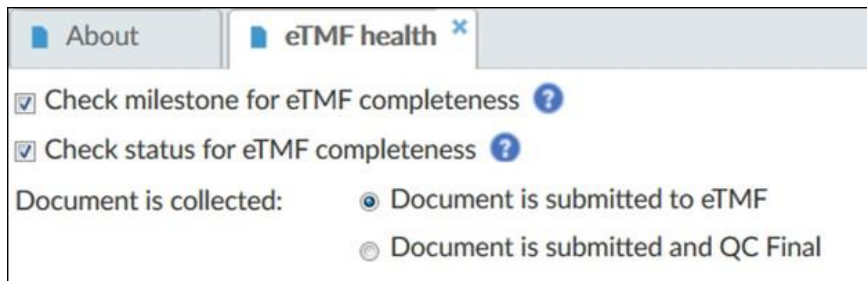 About eTMF health ×
Check milestone for eTMF completeness ?
Check status for eTMF completeness ?
Document is collected: Document is submitted to eTMF
Document is submitted and QC Final